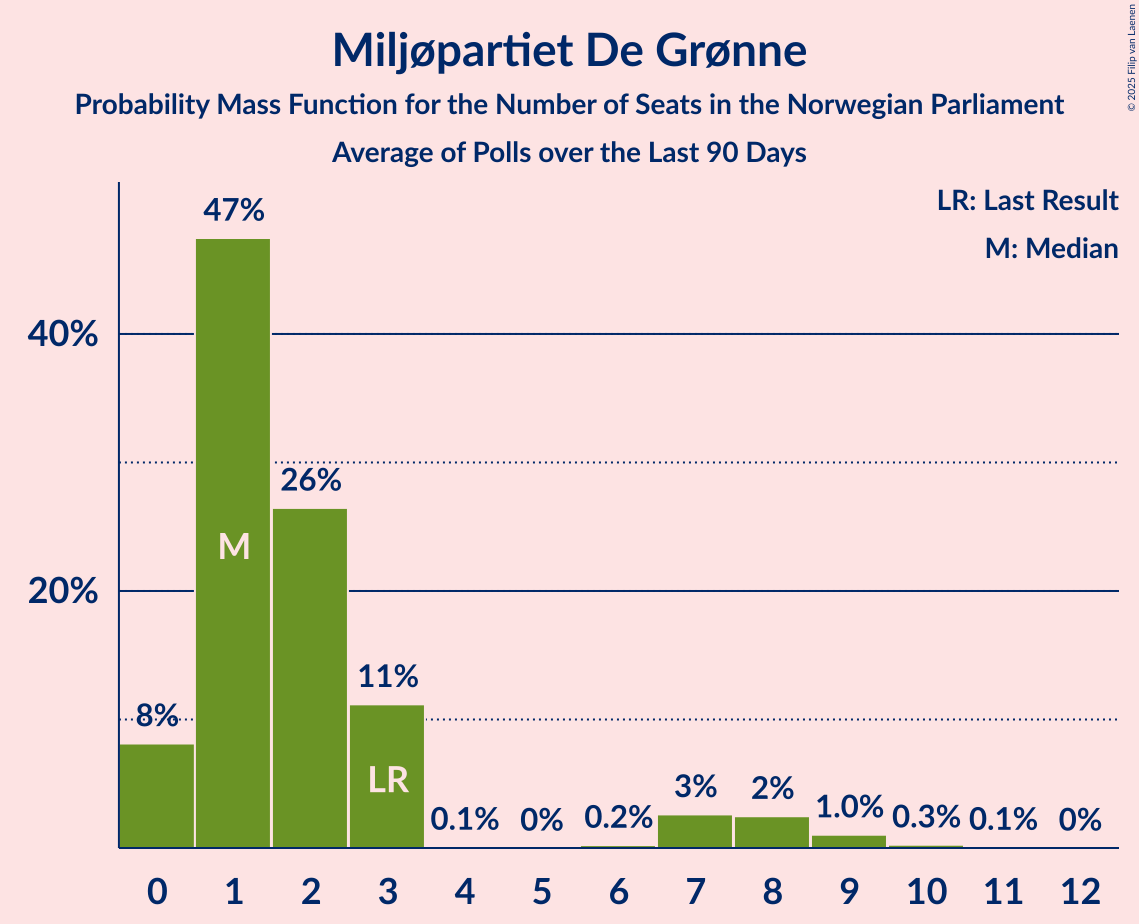 Miljøpartiet De Grønne
Probability Mass Function for the Number of Seats in the Norwegian Parliament
Average of Polls over the Last 90 Days
© 2025 Filip van Laenen
LR: Last Result
M: Median
47%
40%
26%
M
20%
11%
8%
LR
3%
2%
1.0%
0.1%
0%
0.2%
0.3%
0.1%
0%
0 1 2 3 4 5 6 7 8 9 10 11 12